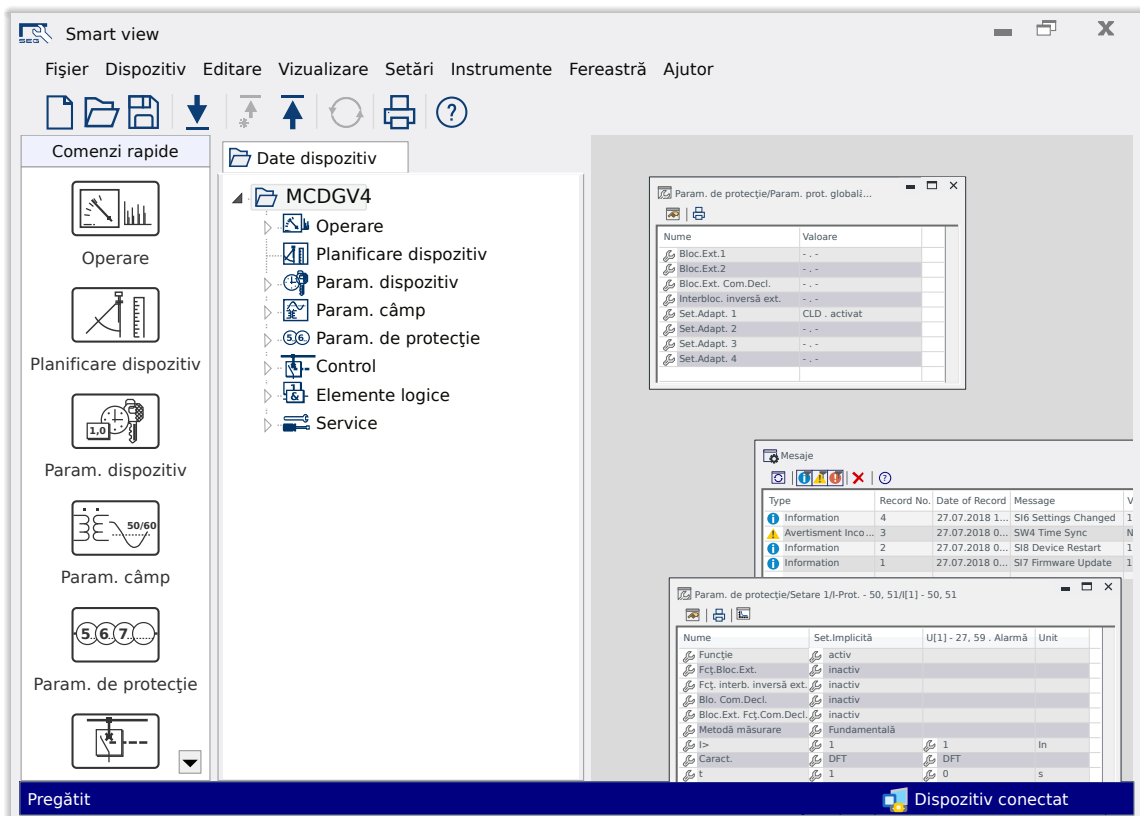 SEG Smart view
Fişier Dispozitiv Editare Vizualizare Setări Instrumente Fereastră Ajutor
Comenzi rapide
Operare
Planificare dispozitiv
1,0
Param. dispozitiv
50/60
Param. câmp
5 6 7
Param. de protecţie
Date dispozitiv
MCDGV4
Operare
Planificare dispozitiv
Param. dispozitiv
Param. câmp
Param. de protecţie
Control
Elemente logice
Service
Param. de protecţie/Param. prot. globală...
Nume Valoare
Bloc.Ext.1 - . -
Bloc.Ext.2 - . -
Bloc.Ext. Com.Decl. - . -
Interbloc. inversă ext. - . -
Set.Adapt. 1 CLD . activat
Set.Adapt. 2 - . -
Set.Adapt. 3 - . -
Set.Adapt. 4 - . -
Mesaje
Type Record No. Date of Record Message V
Information 4 27.07.2018 1... SI6 Settings Changed 1
Avertisment Inco... 3 27.07.2018 0... SW4 Time Sync N
Information 2 27.07.2018 0... SI8 Device Restart 1
Information 1 27.07.2018 0... SI7 Firmware Update 1
Param. de protecţie/Setare 1/I-Prot. - 50, 51/I[1] - 50, 51
Nume Set.Implicită U[1] - 27, 59 . Alarmă Unit
Funcţie activ
Fcţ.Bloc.Ext. inactiv
Fcţ. interb. inversă ext. inactiv
Blo. Com.Decl. inactiv
Bloc.Ext. Fcţ.Com.Decl. inactiv
Metodă măsurare Fundamentală
I> 1 1 In
Caract. DFT DFT
t 1 0 s
Pregătit Dispozitiv conectat